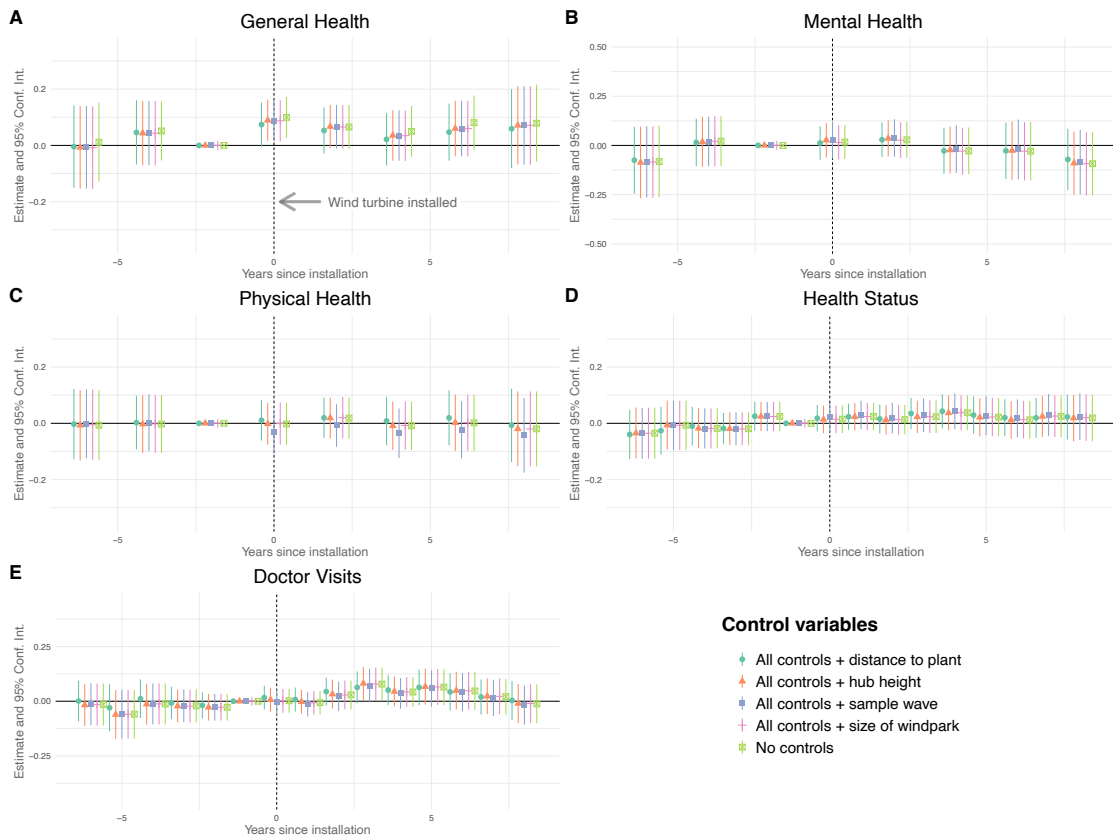 A
General Health
Estimate and 95% Conf. Int.
0.2
0.0
−0.2
Wind turbine installed
−5
0
5
Years since installation
B
Mental Health
Estimate and 95% Conf. Int.
0.50
0.25
0.00
−0.25
−0.50
−5
0
5
Years since installation
C
Physical Health
Estimate and 95% Conf. Int.
0.2
0.0
−0.2
−5
0
5
Years since installation
D
Health Status
Estimate and 95% Conf. Int.
0.2
0.0
−0.2
−5
0
5
Years since installation
E
Doctor Visits
Estimate and 95% Conf. Int.
0.25
0.00
−0.25
−5
0
5
Years since installation
Control variables
All controls + distance to plant
All controls + hub height
All controls + sample wave
All controls + size of windpark
No controls